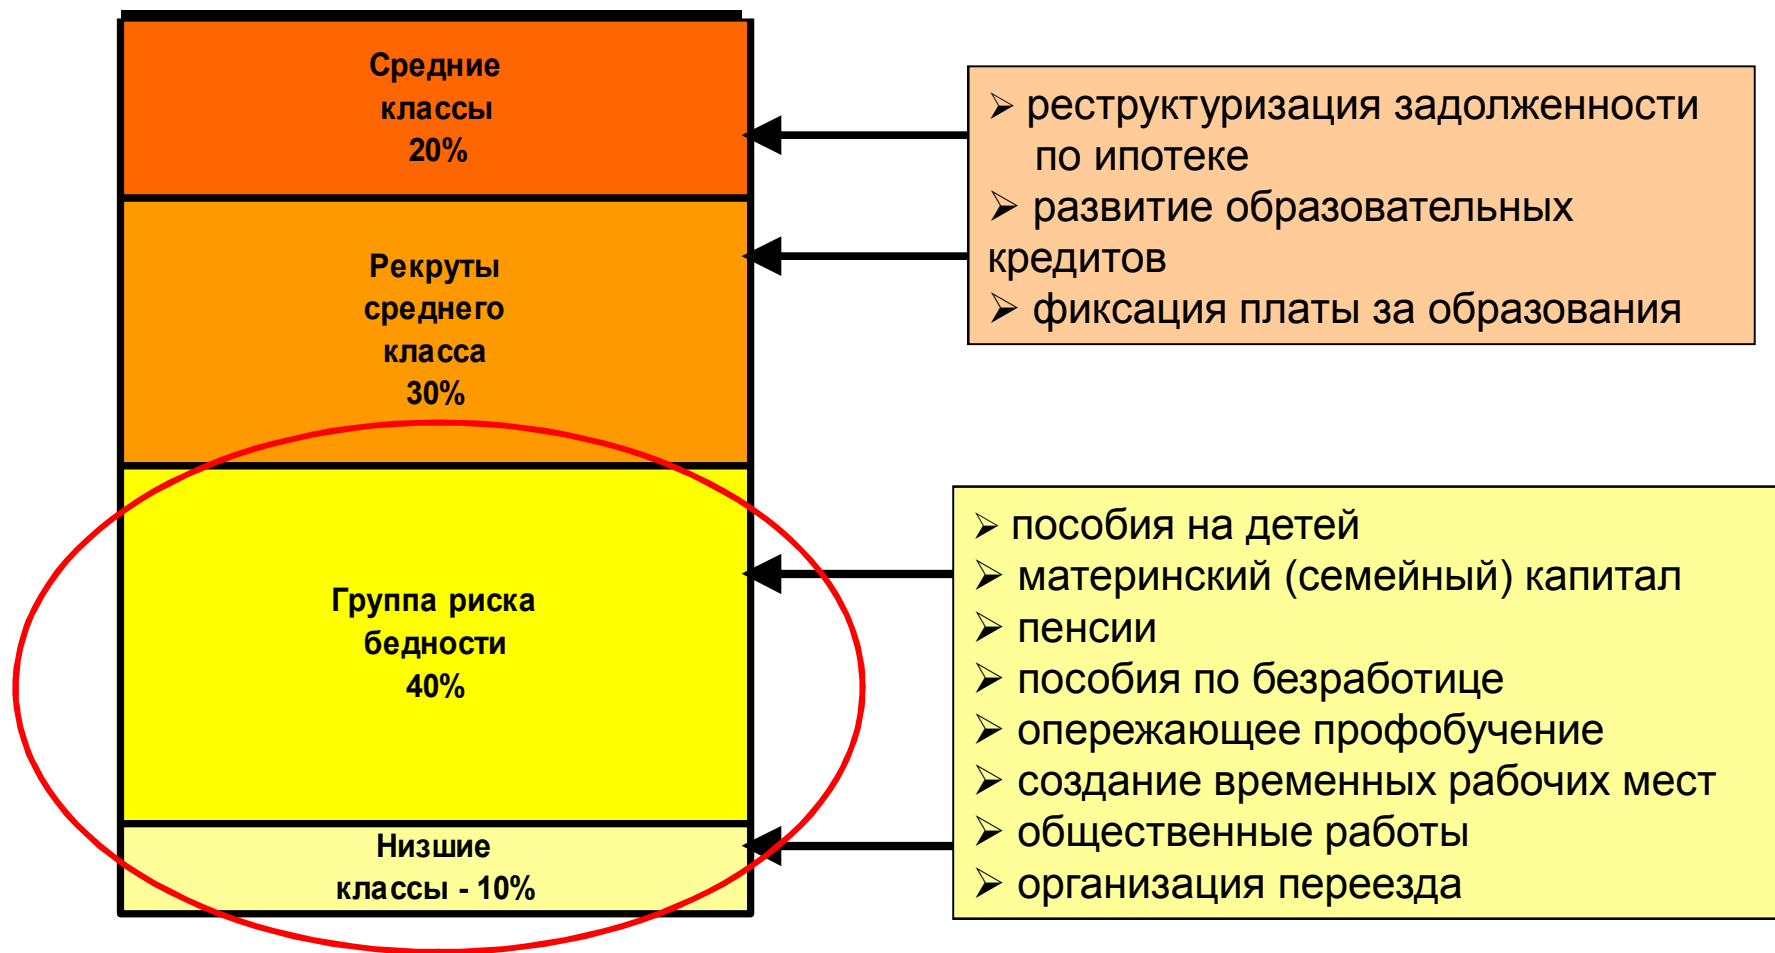 Средние
классы
20%
Рекруты
среднего
класса
30%
Группа риска
бедности
40%
Низшие
классы - 10%
➢ реструктуризация задолженности
по ипотеке
➢ развитие образовательных
кредитов
➢ фиксация платы за образования
➢ пособия на детей
➢ материнский (семейный) капитал
➢ пенсии
➢ пособия по безработице
➢ опережающее профобучение
➢ создание временных рабочих мест
➢ общественные работы
➢ организация переезда